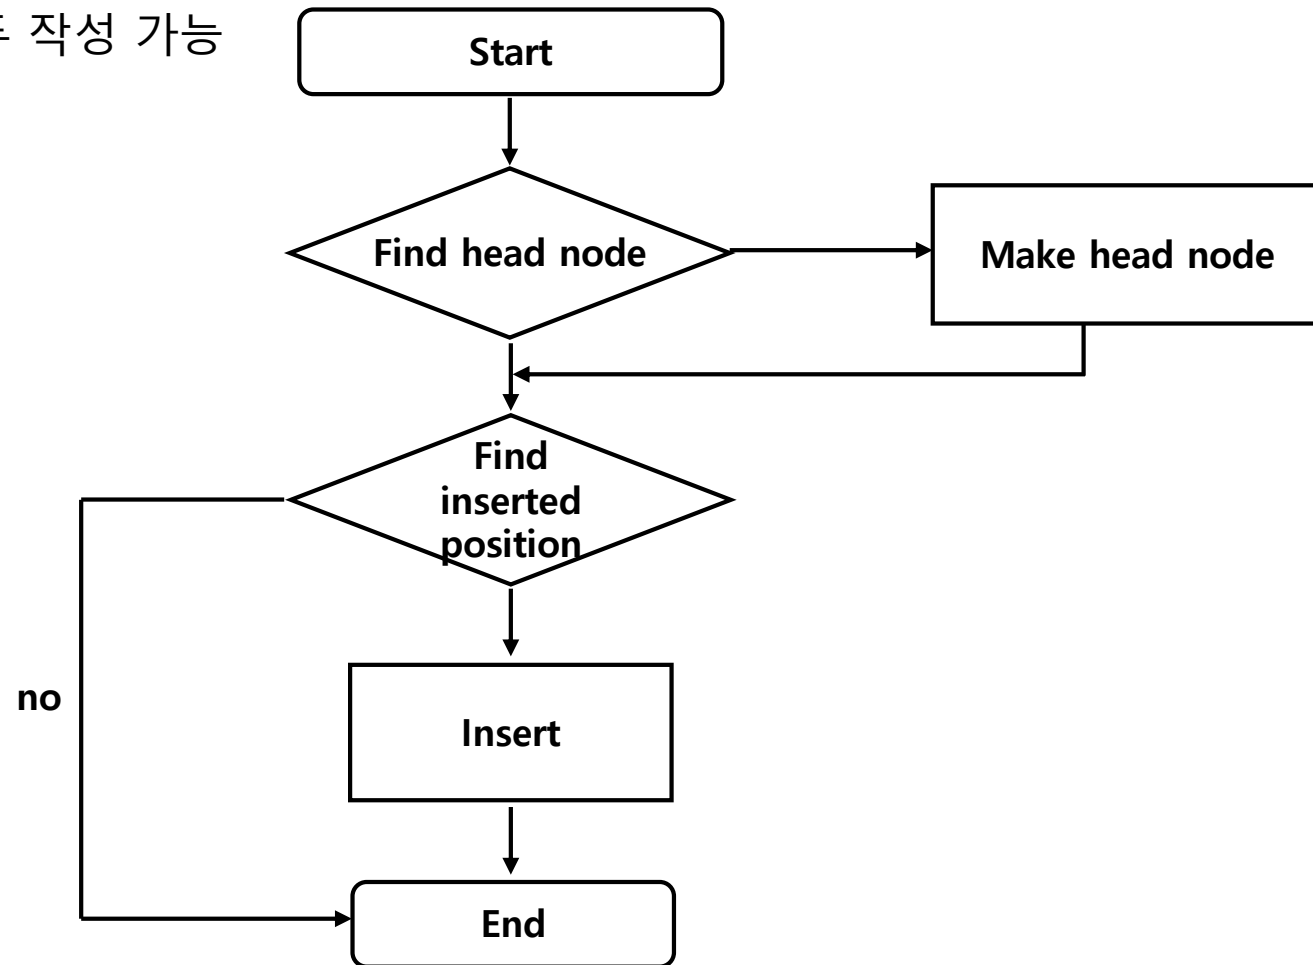 작성 가능
Start
Find head node
Make head node
Find
inserted
position
no
Insert
End